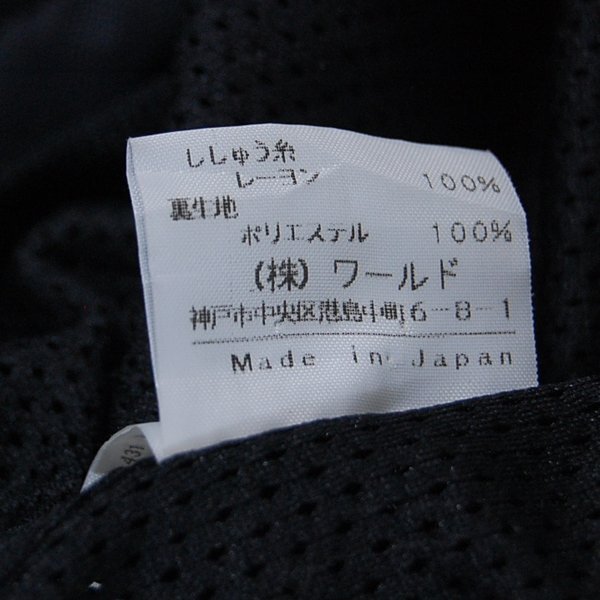 ししゅう糸
レーヨン 100%
裏生地
ポリエステル 100%
(株) ワールド
神戸市中央区港島中町6-8-1
Made in Japan
431